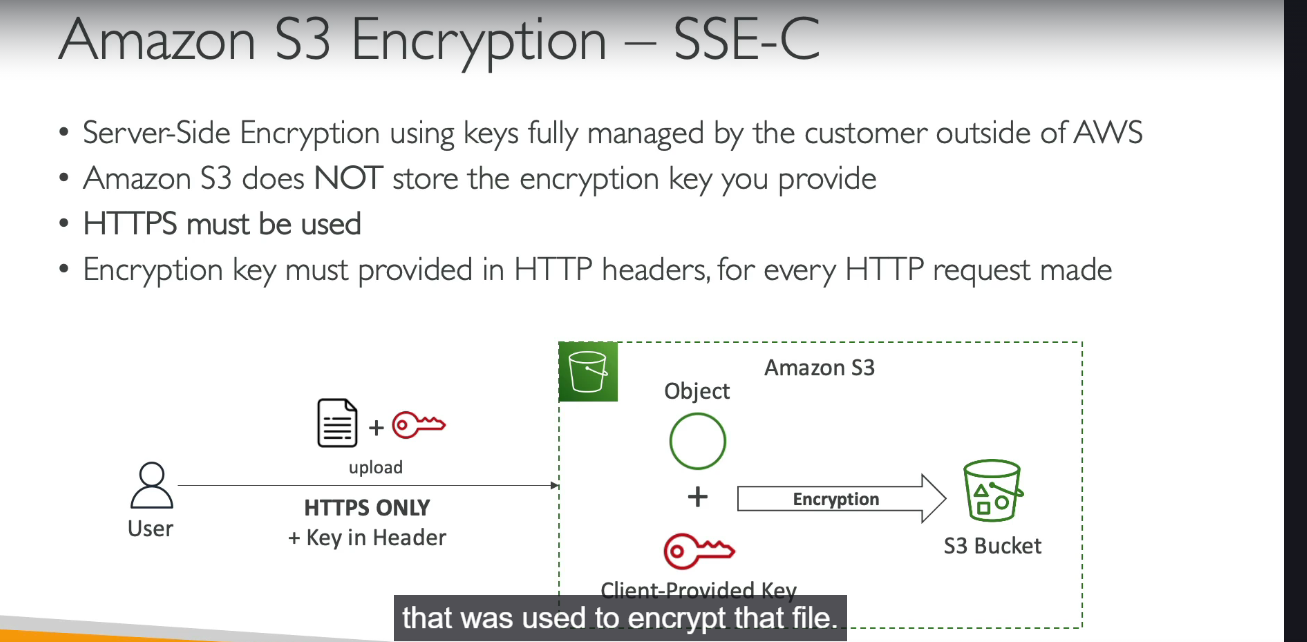 Amazon S3 Encryption – SSE-C
• Server-Side Encryption using keys fully managed by the customer outside of AWS
• Amazon S3 does NOT store the encryption key you provide
• HTTPS must be used
• Encryption key must provided in HTTP headers, for every HTTP request made
Amazon S3
Object
+
upload
HTTPS ONLY
+ Key in Header
User
+
Encryption
S3 Bucket
Client-Provided Key
that was used to encrypt that file.